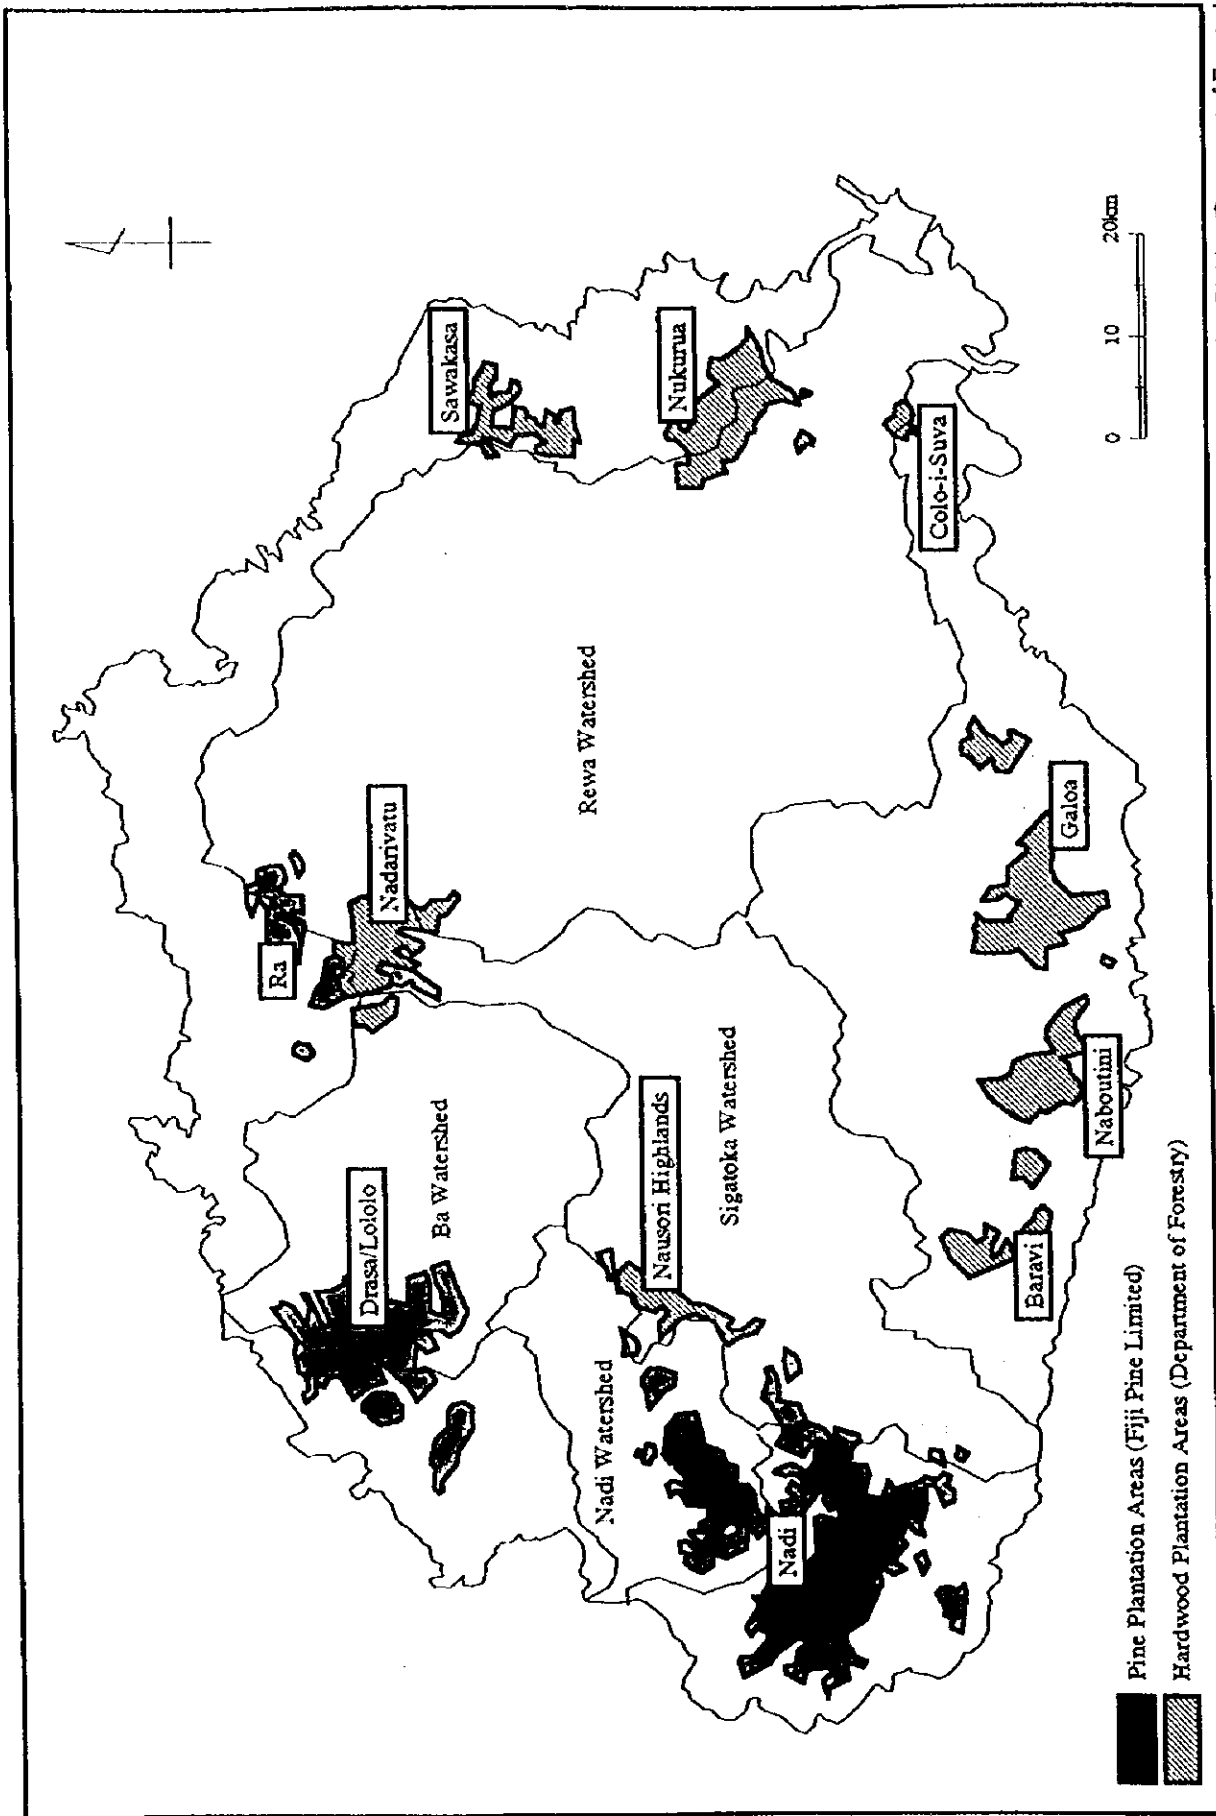 Sawakasa
Nukurua
Colo-i-Suva
Rewa Watershed
Ra
Nadarivatu
Galoa
Naboutini
Baravi
Sigatoka Watershed
Nausori Highlands
Ba Watershed
Drasa/Lololo
Nadi Watershed
Nadi
0 10 20km
Pine Plantation Areas (Fiji Pine Limited)
Hardwood Plantation Areas (Department of Forestry)